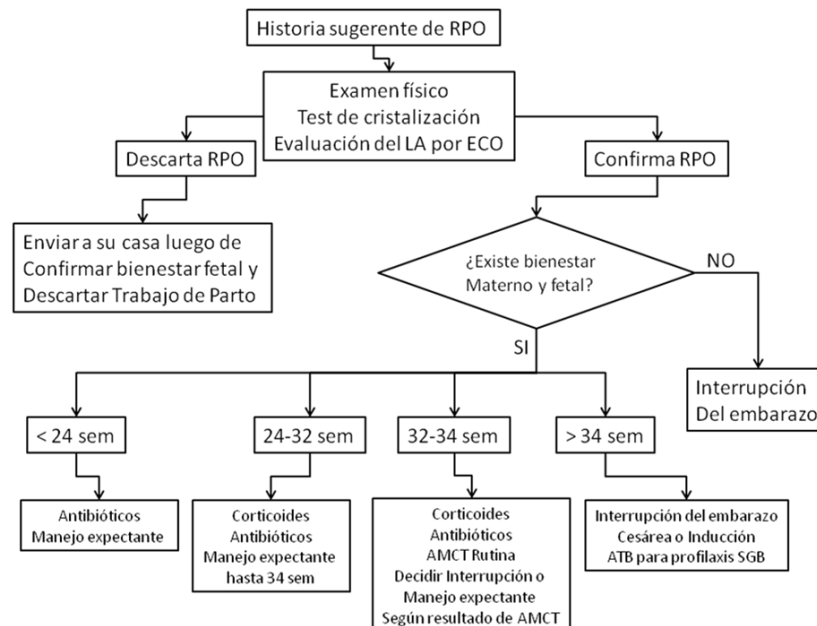 Historia sugerente de RPO
Examen físico
Test de cristalización
Evaluación del LA por ECO
Descarta RPO
Confirma RPO
Enviar a su casa luego de
Confirmar bienestar fetal y
Descartar Trabajo de Parto
¿Existe bienestar
Materno y fetal?
NO
SI
Interrupción
Del embarazo
< 24 sem
24-32 sem
32-34 sem
> 34 sem
Antibióticos
Manejo expectante
Corticoides
Antibióticos
Manejo expectante
hasta 34 sem
Corticoides
Antibióticos
AMCT Rutina
Decidir Interrupción o
Manejo expectante
Según resultado de AMCT
Interrupción del embarazo
Cesárea o Inducción
ATB para profilaxis SGB